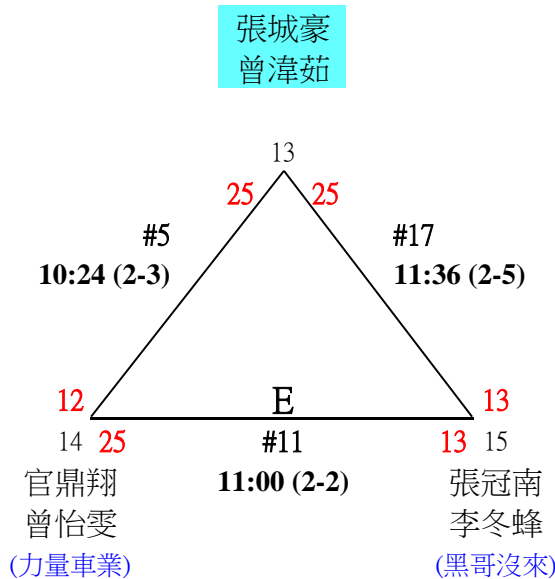 張城豪
曾湋茹
13
25 25
#5 #17
10:24 (2-3) 11:36 (2-5)
12 E 13
14 25 #11 13 15
官鼎翔 11:00 (2-2) 張冠南
曾怡雯 李冬蜂
(力量車業) (黑哥沒來)